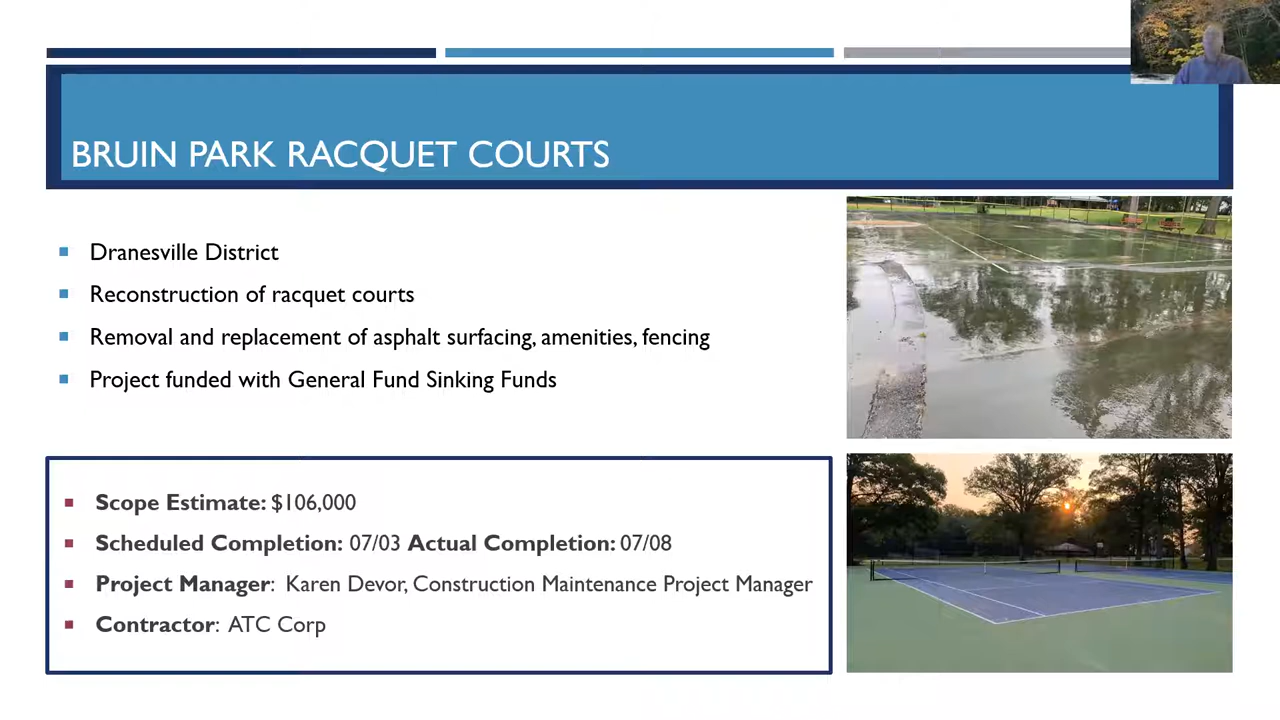 BRUIN PARK RACQUET COURTS
Dranesville District
Reconstruction of racquet courts
Removal and replacement of asphalt surfacing, amenities, fencing
Project funded with General Fund Sinking Funds
Scope Estimate: $106,000
Scheduled Completion: 07/03 Actual Completion: 07/08
Project Manager: Karen Devor, Construction Maintenance Project Manager
Contractor: ATC Corp